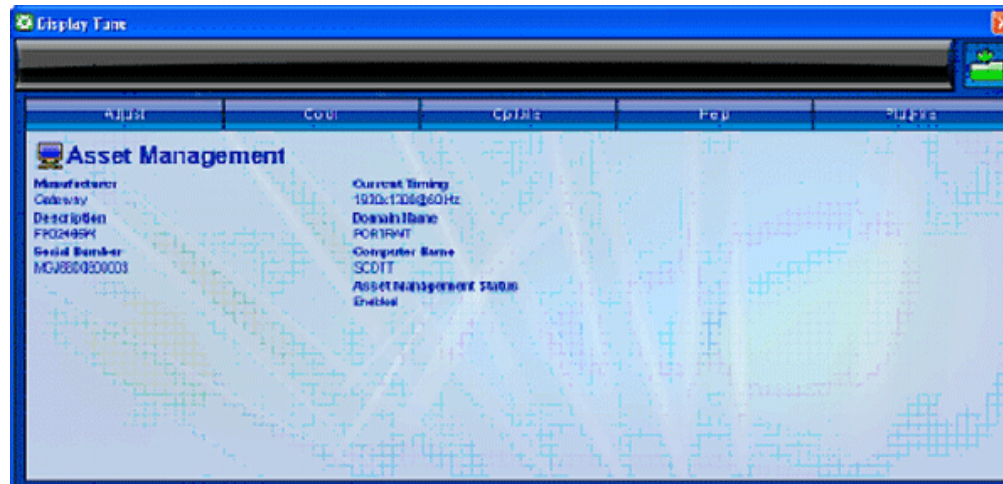 Display Tune
Adjust Color Options Help Plug-ins
Asset Management
Manufacturer
Gateway
Description
Serial Number
Current Timing
Domain Name
PORTRAIT
Computer Name
SCOTT
Asset Management Status
Enabled